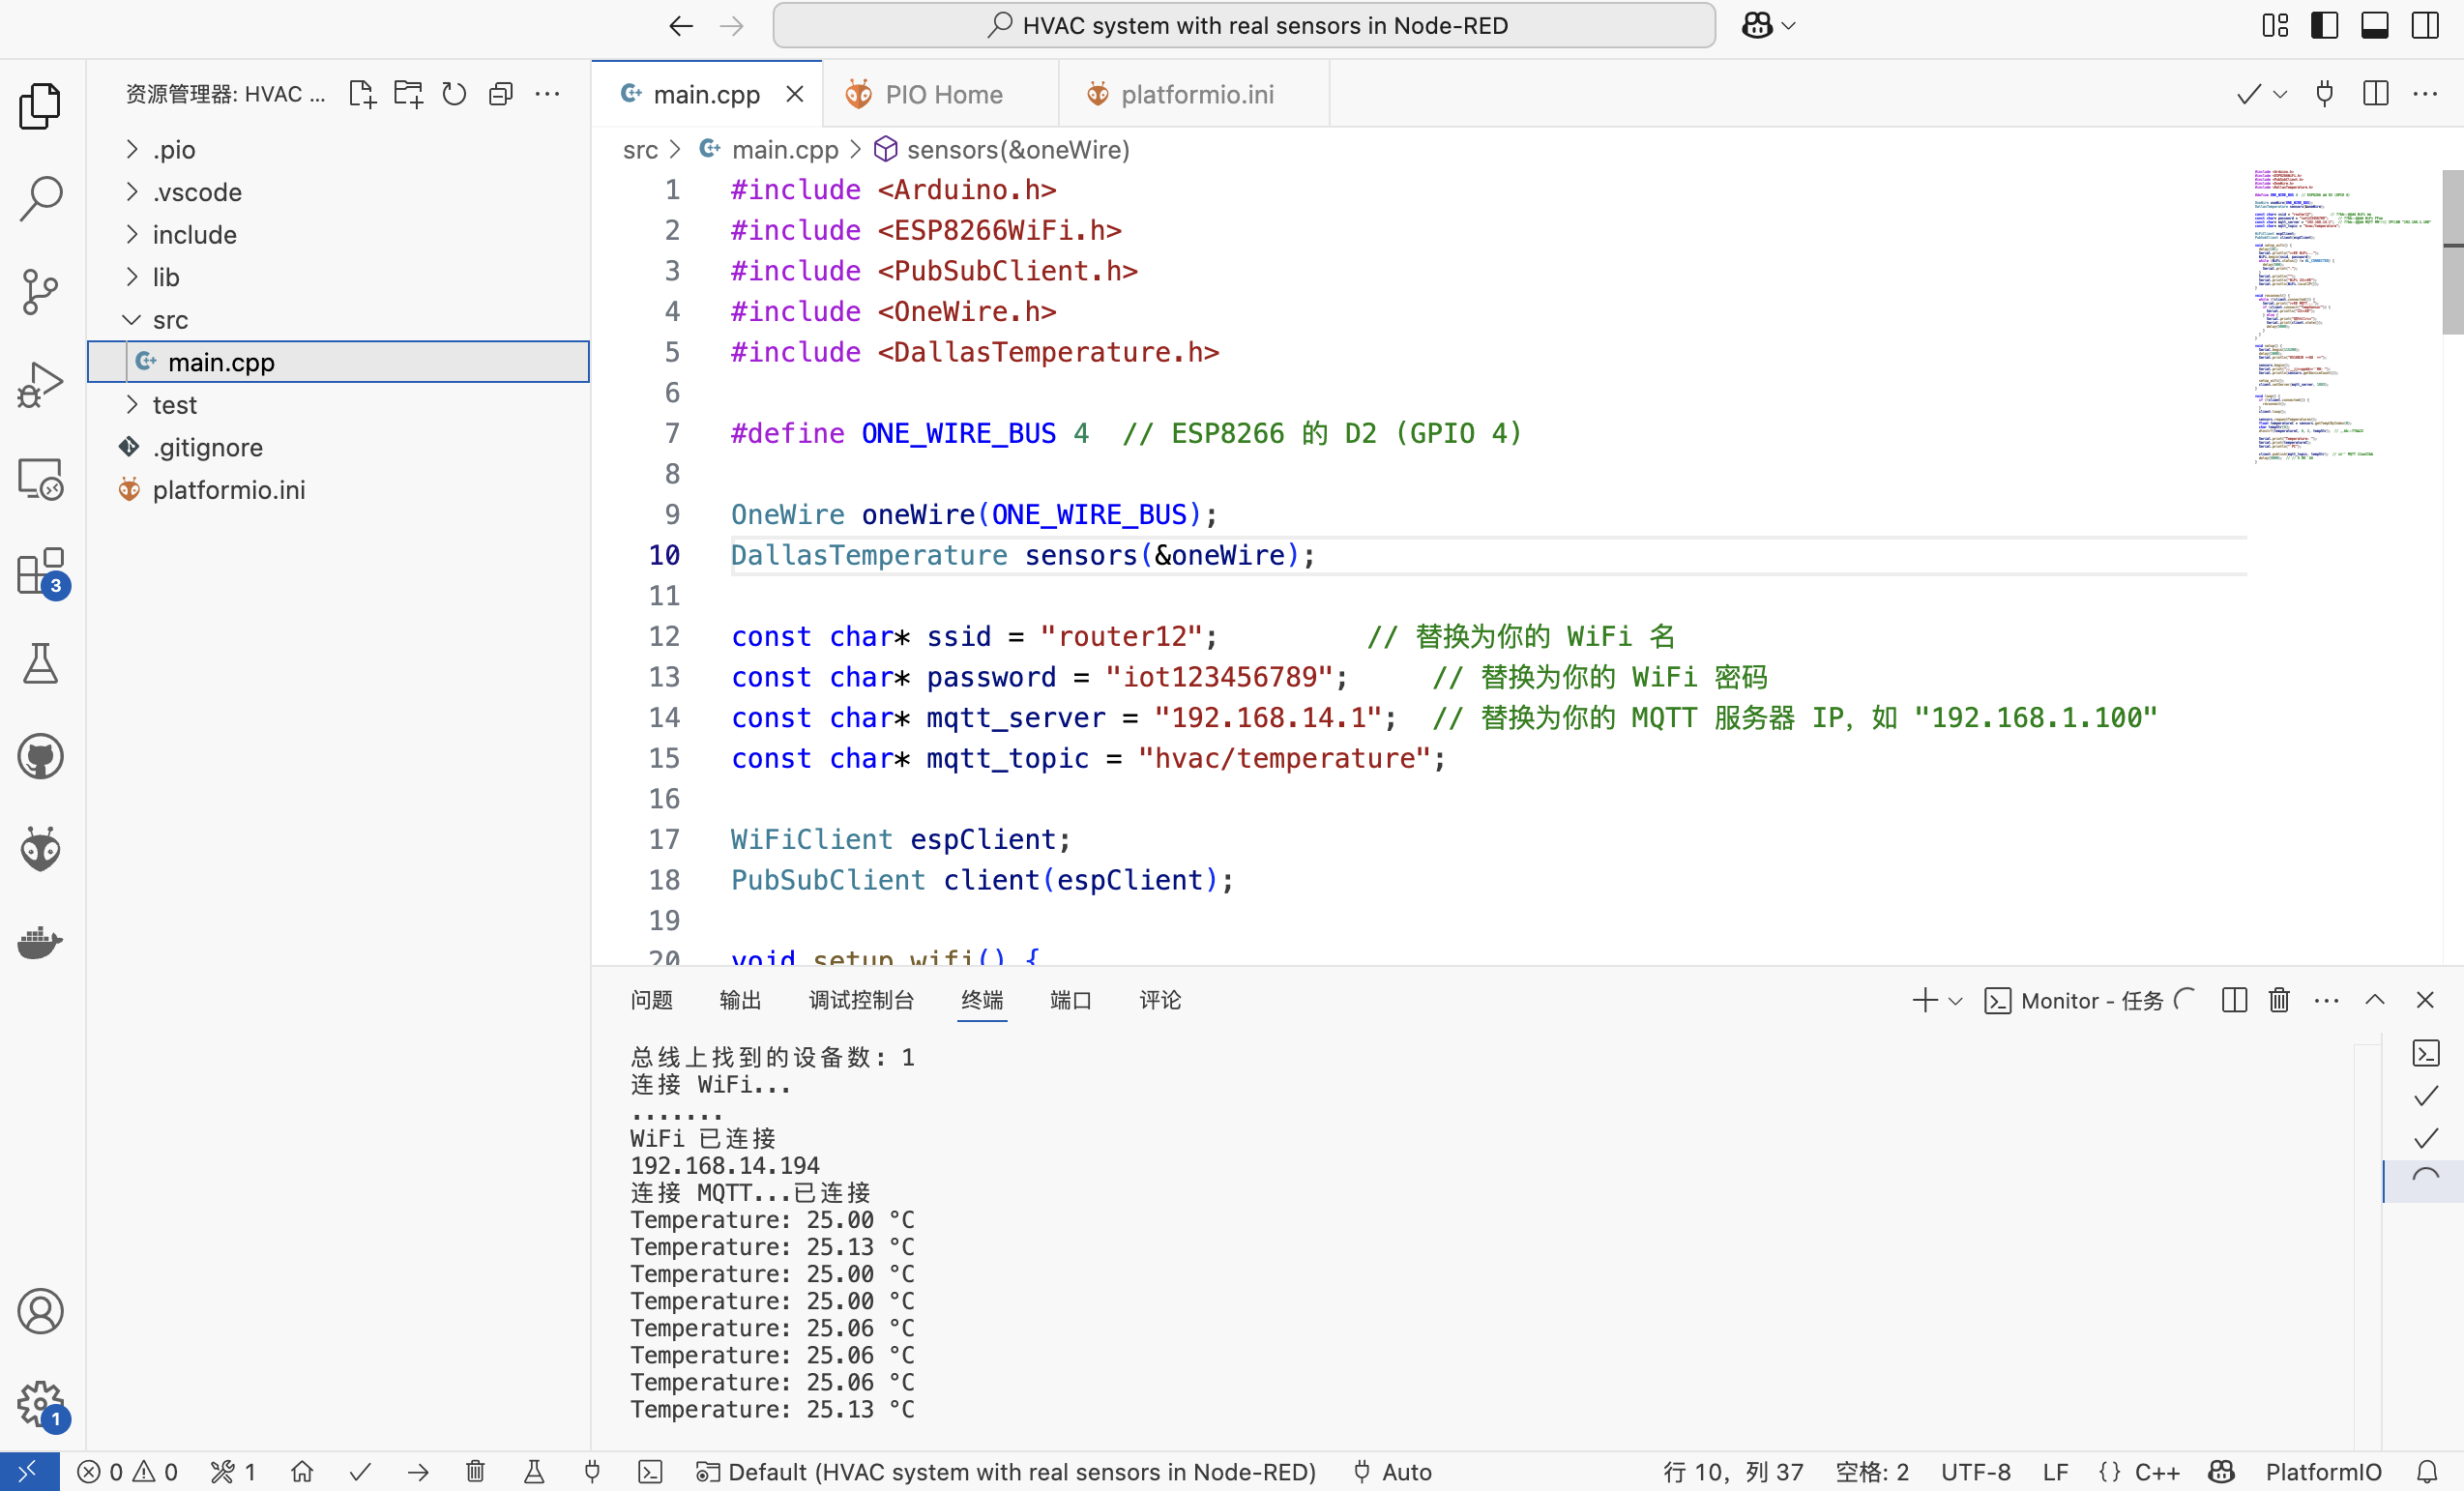 HVAC system with real sensors in Node-RED
资源管理器: HVAC ...
.pio
.vscode
include
lib
src
main.cpp
test
.gitignore
platformio.ini
3
1
main.cpp
PIO Home
platformio.ini
src > main.cpp > sensors(&oneWire)
1 #include <Arduino.h>
2 #include <ESP8266WiFi.h>
3 #include <PubSubClient.h>
4 #include <OneWire.h>
5 #include <DallasTemperature.h>
6
7 #define ONE_WIRE_BUS 4  // ESP8266 的 D2 (GPIO 4)
8
9 OneWire oneWire(ONE_WIRE_BUS);
10 DallasTemperature sensors(&oneWire);
11
12 const char* ssid = "router12";         // 替换为你的 WiFi 名
13 const char* password = "iot123456789";     // 替换为你的 WiFi 密码
14 const char* mqtt_server = "192.168.14.1";  // 替换为你的 MQTT 服务器 IP，如 "192.168.1.100"
15 const char* mqtt_topic = "hvac/temperature";
16
17 WiFiClient espClient;
18 PubSubClient client(espClient);
19
20 void setup_wifi() {
问题 输出 调试控制台 终端 端口 评论
Monitor - 任务
总线上找到的设备数: 1
连接 WiFi...
.......
WiFi 已连接
192.168.14.194
连接 MQTT...已连接
Temperature: 25.00 °C
Temperature: 25.13 °C
Temperature: 25.00 °C
Temperature: 25.00 °C
Temperature: 25.06 °C
Temperature: 25.06 °C
Temperature: 25.06 °C
Temperature: 25.13 °C
0 0 1 Default (HVAC system with real sensors in Node-RED) Auto 行 10，列 37 空格: 2 UTF-8 LF {} C++ PlatformIO